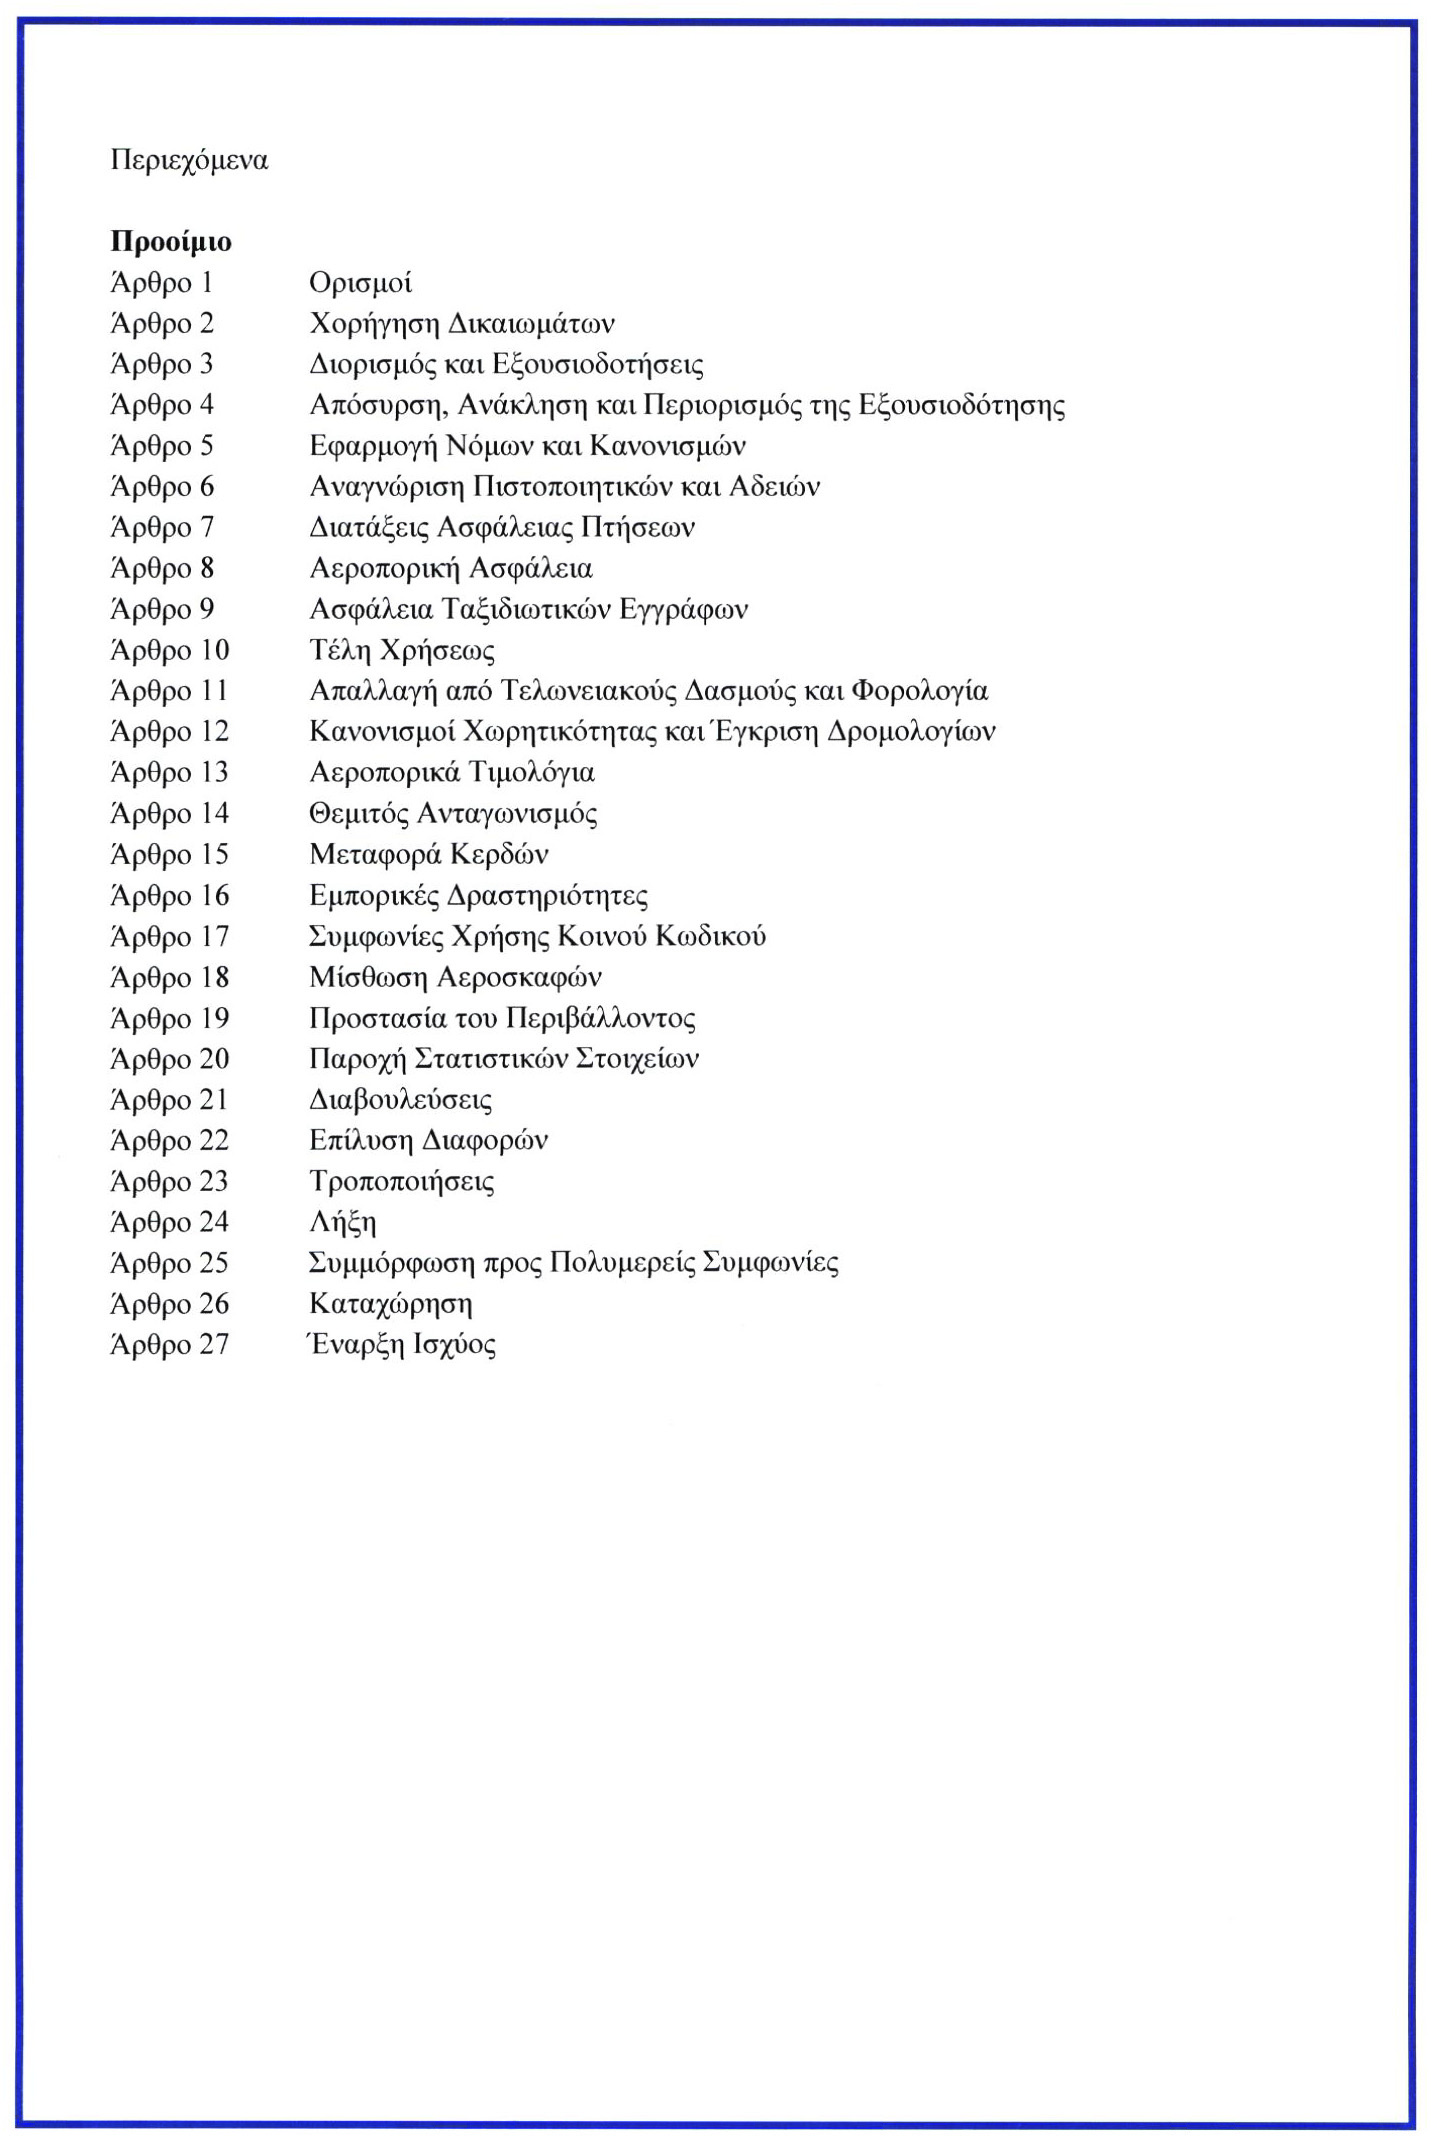 Περιεχόμενα
Προοίμιο
Άρθρο 1 Ορισμοί
Άρθρο 2 Χορήγηση Δικαιωμάτων
Άρθρο 3 Διορισμός και Εξουσιοδοτήσεις
Άρθρο 4 Απόσυρση, Ανάκληση και Περιορισμός της Εξουσιοδότησης
Άρθρο 5 Εφαρμογή Νόμων και Κανονισμών
Άρθρο 6 Αναγνώριση Πιστοποιητικών και Αδειών
Άρθρο 7 Διατάξεις Ασφάλειας Πτήσεων
Άρθρο 8 Αεροπορική Ασφάλεια
Άρθρο 9 Ασφάλεια Ταξιδιωτικών Εγγράφων
Άρθρο 10 Τέλη Χρήσεως
Άρθρο 11 Απαλλαγή από Τελωνειακούς Δασμούς και Φορολογία
Άρθρο 12 Κανονισμοί Χωρητικότητας και Έγκριση Δρομολογίων
Άρθρο 13 Αεροπορικά Τιμολόγια
Άρθρο 14 Θεμιτός Ανταγωνισμός
Άρθρο 15 Μεταφορά Κερδών
Άρθρο 16 Εμπορικές Δραστηριότητες
Άρθρο 17 Συμφωνίες Χρήσης Κοινού Κωδικού
Άρθρο 18 Μίσθωση Αεροσκαφών
Άρθρο 19 Προστασία του Περιβάλλοντος
Άρθρο 20 Παροχή Στατιστικών Στοιχείων
Άρθρο 21 Διαβουλεύσεις
Άρθρο 22 Επίλυση Διαφορών
Άρθρο 23 Τροποποιήσεις
Άρθρο 24 Λήξη
Άρθρο 25 Συμμόρφωση προς Πολυμερείς Συμφωνίες
Άρθρο 26 Καταχώρηση
Άρθρο 27 Έναρξη Ισχύος